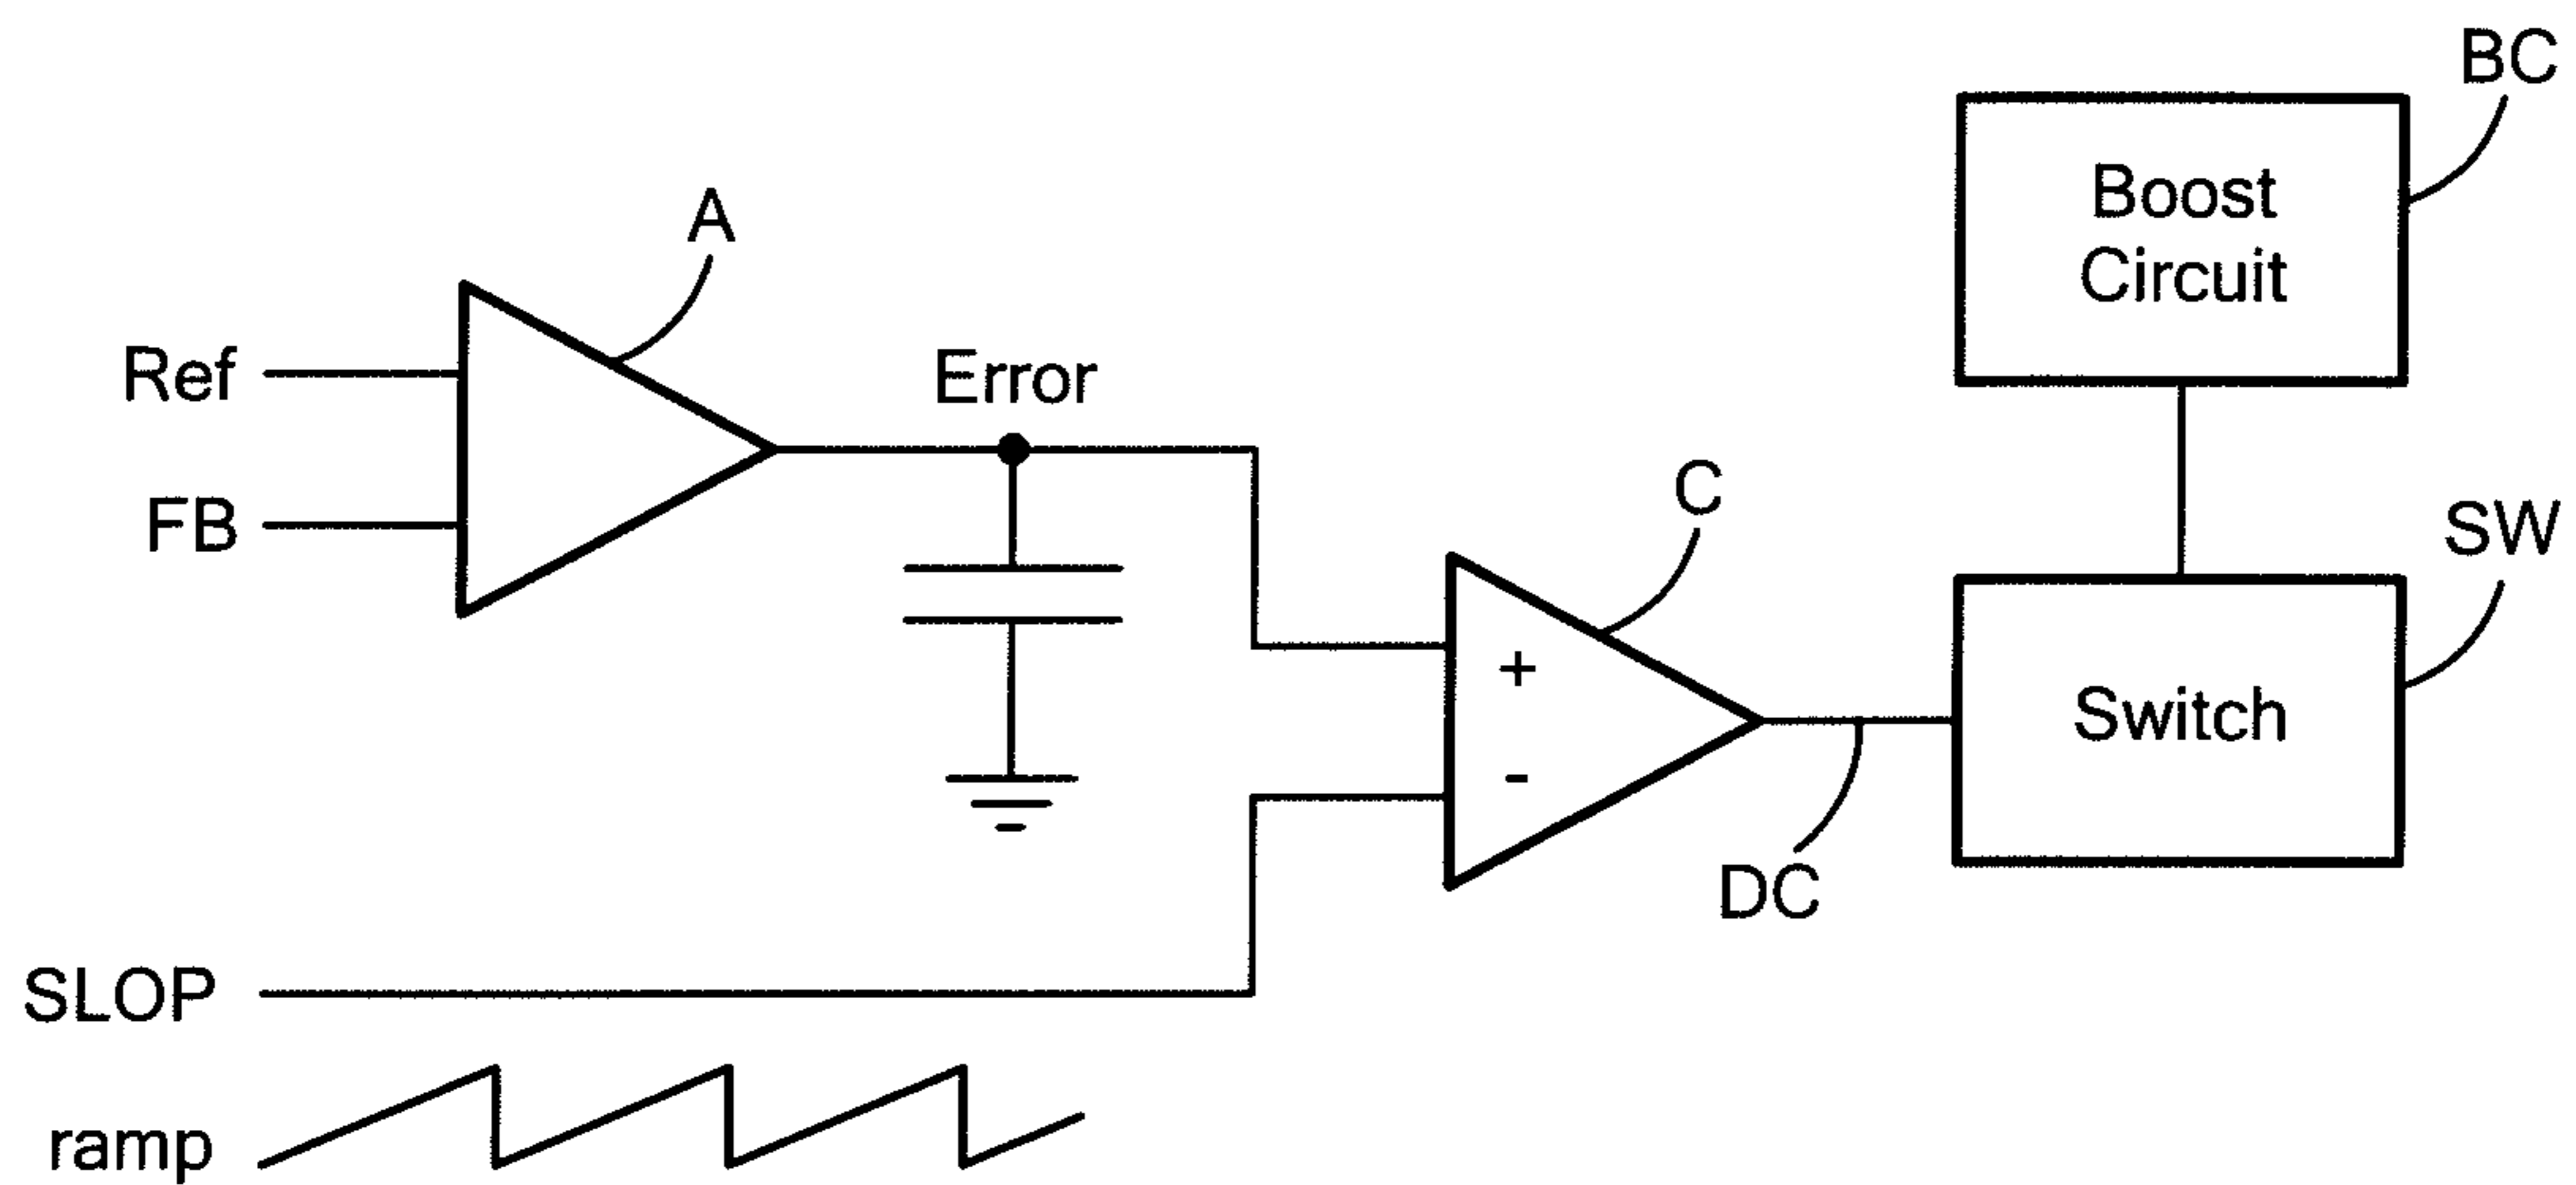 BC
Boost
Circuit
A
Ref
Error
FB
C
SW
+
Switch
-
DC
SLOP
ramp